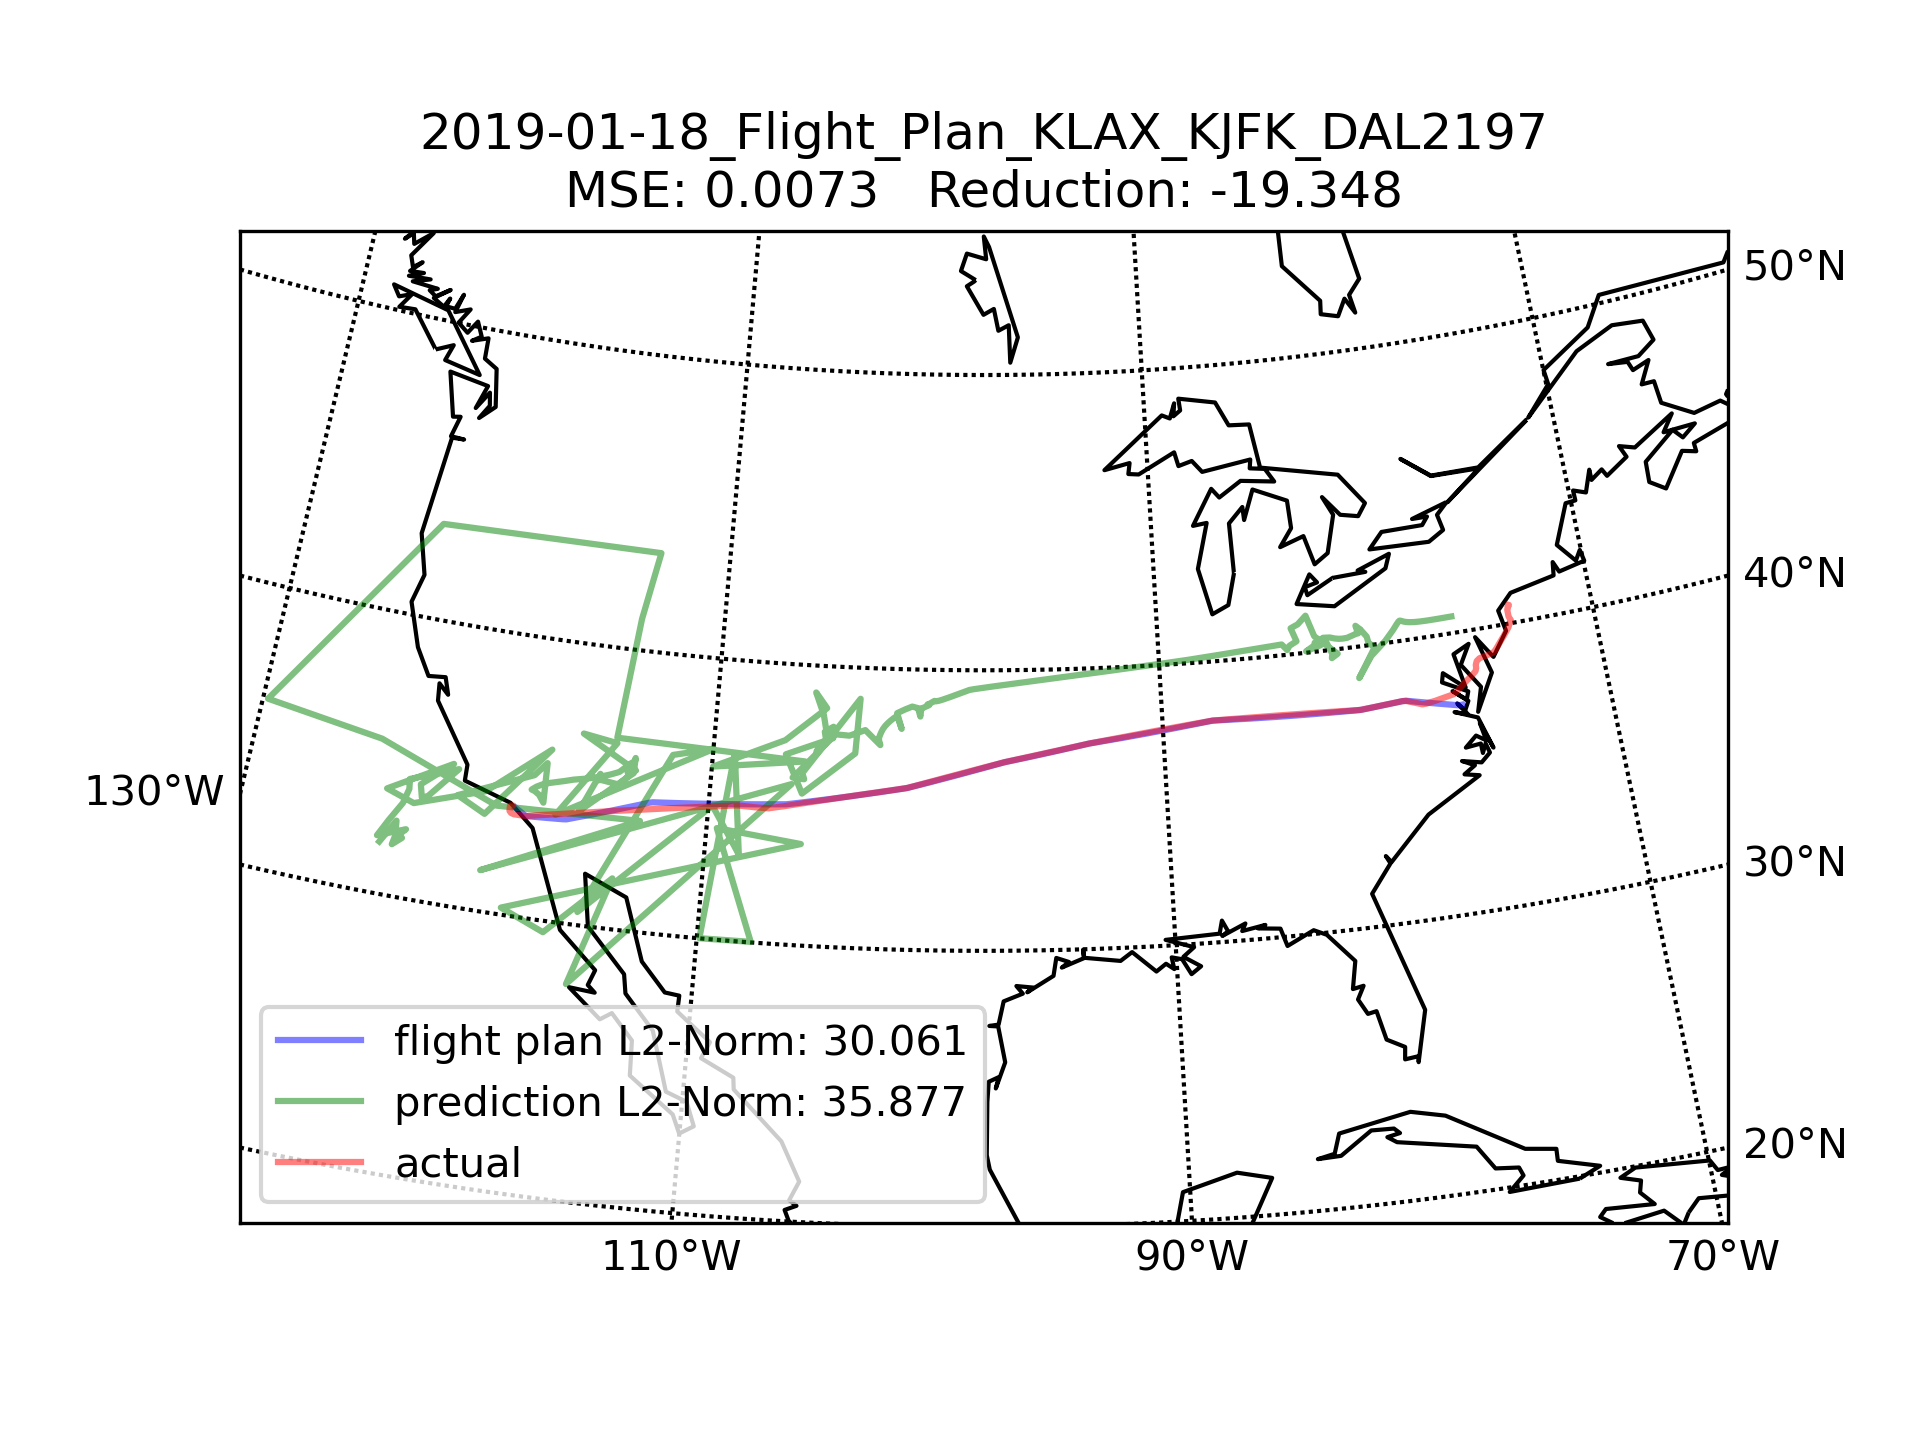 2019-01-18_Flight_Plan_KLAX_KJFK_DAL2197
MSE: 0.0073   Reduction: -19.348
50°N
40°N
130°W
30°N
flight plan L2-Norm: 30.061
prediction L2-Norm: 35.877
20°N
actual
110°W
90°W
70°W